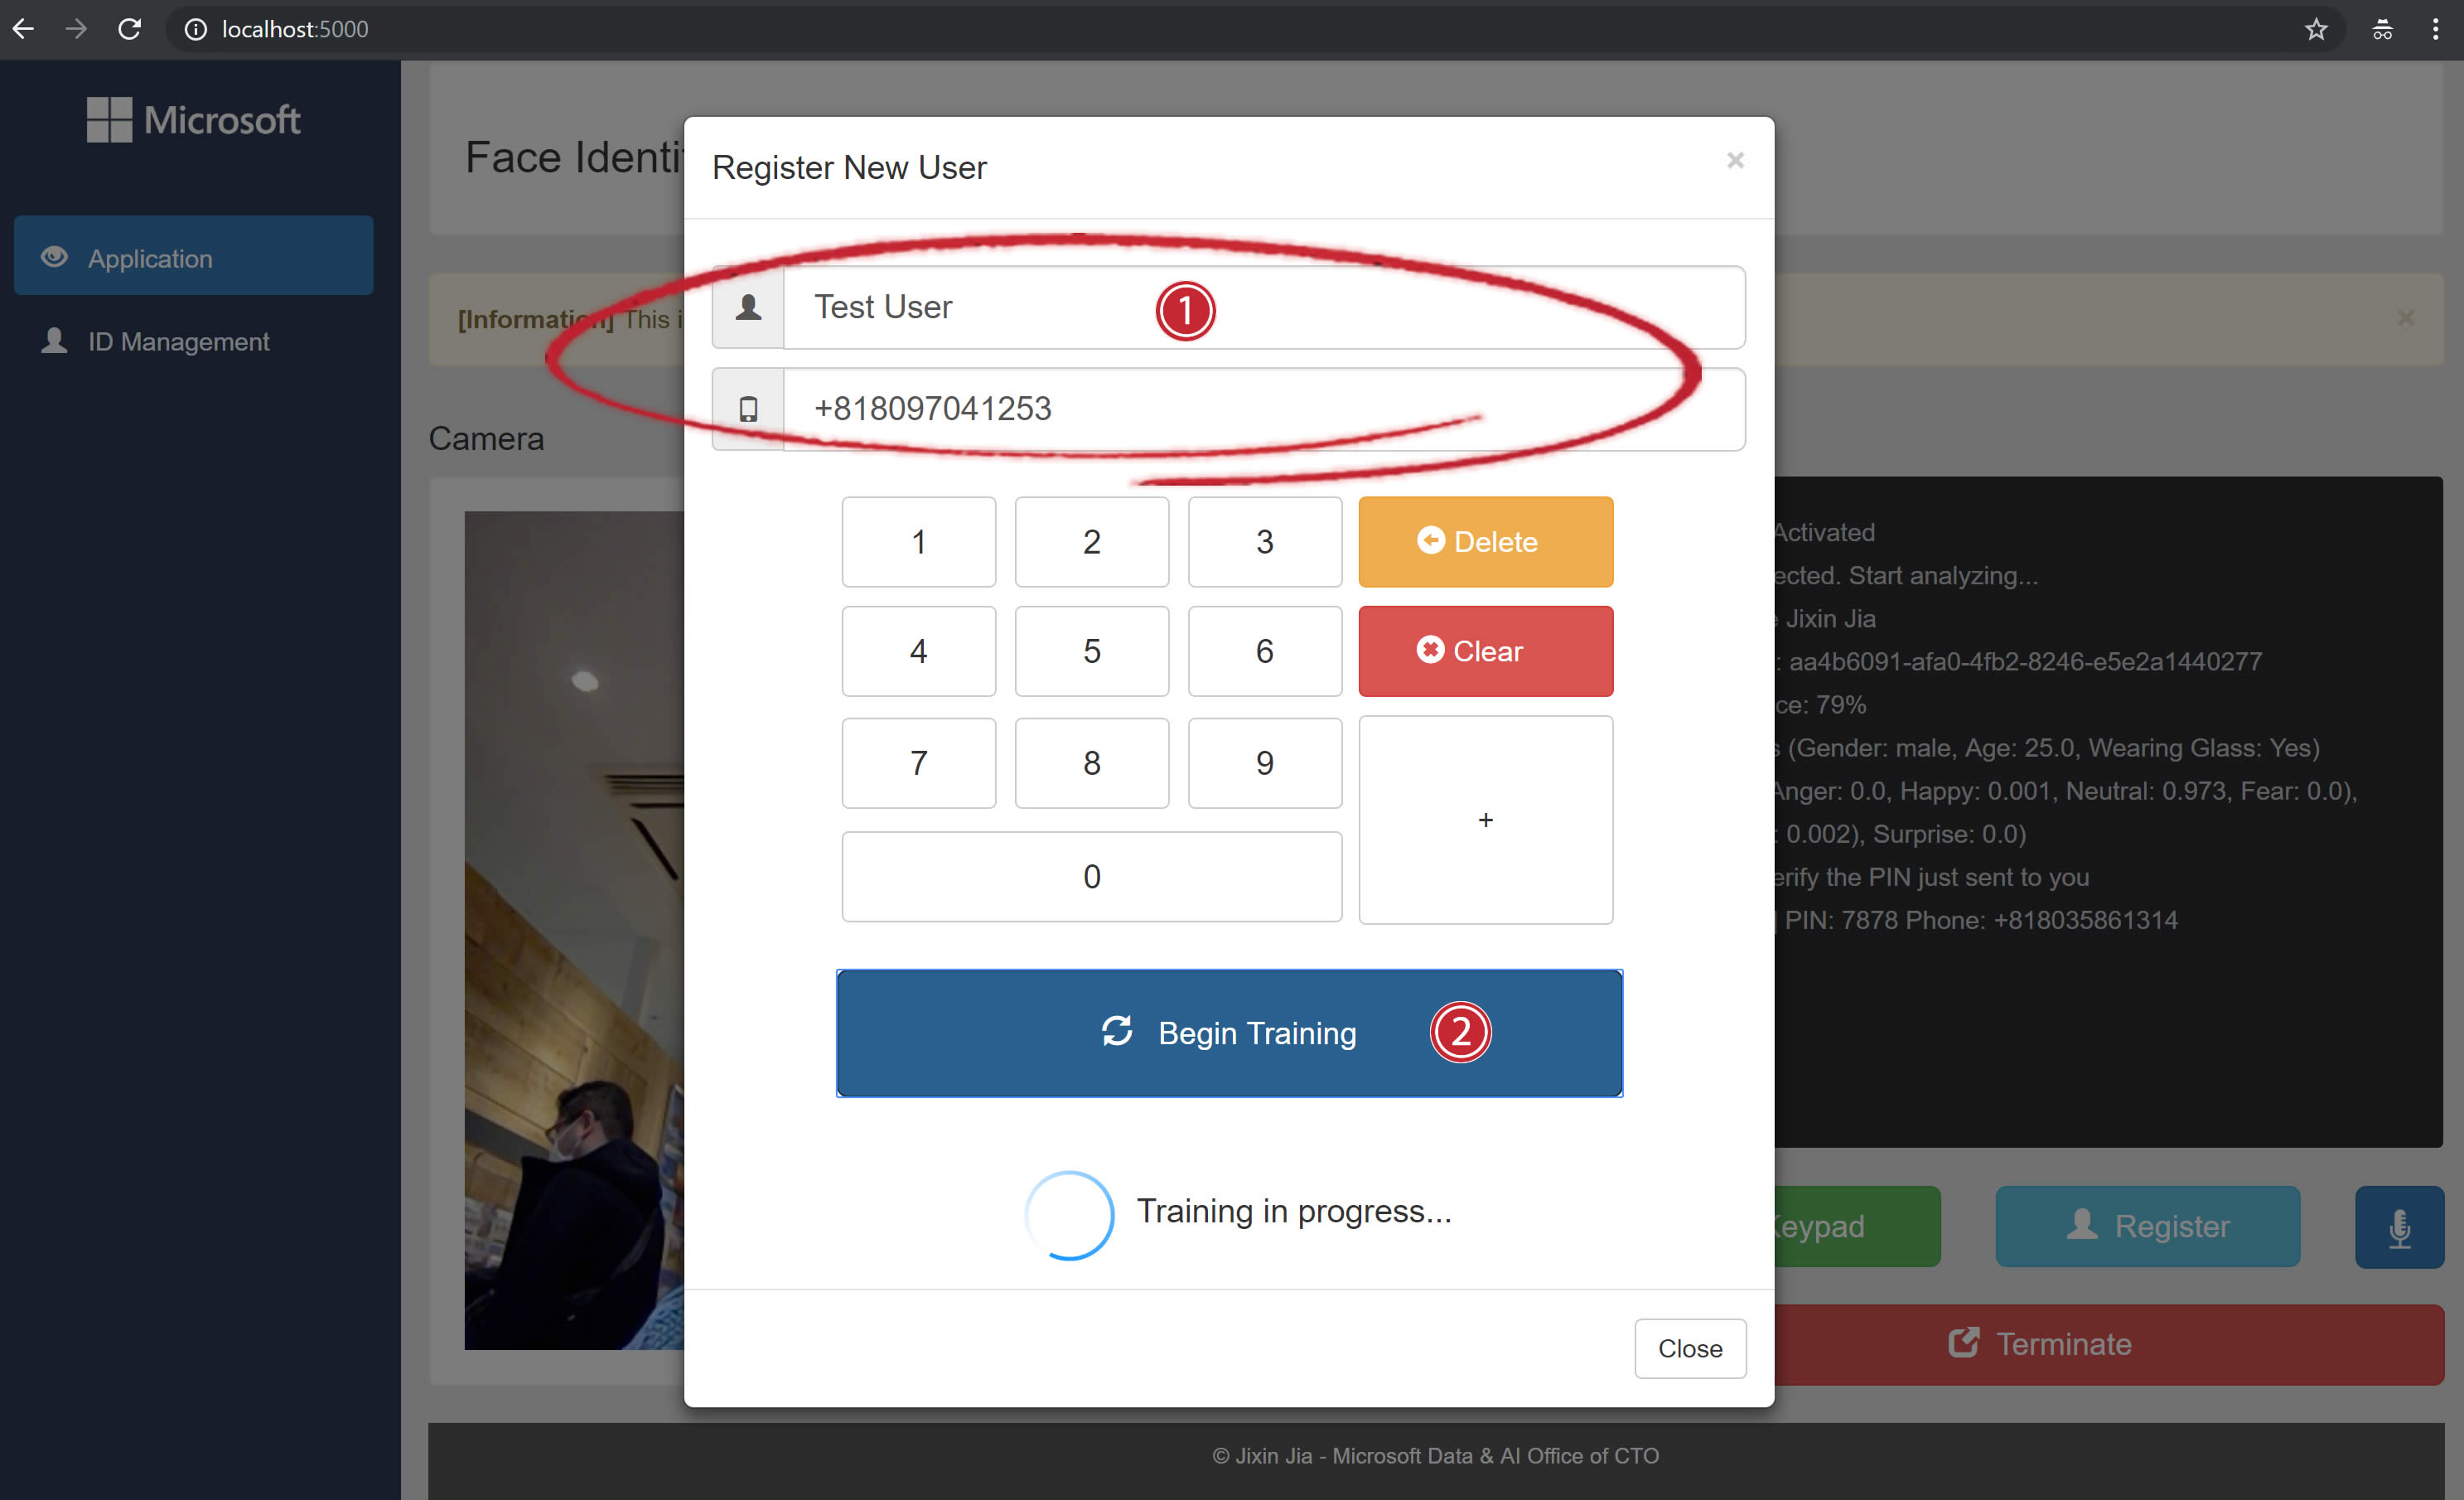 localhost:5000
Microsoft
Application
ID Management
Face Identi
[Information] This i
Camera
Register New User
×
1
Test User
+818097041253
1 2 3 Delete
4 5 6 Clear
7 8 9
+
0
Begin Training 2
Training in progress...
Close
×
Activated
ected. Start analyzing...
Jixin Jia
: aa4b6091-afa0-4fb2-8246-e5e2a1440277
ce: 79%
s (Gender: male, Age: 25.0, Wearing Glass: Yes)
Anger: 0.0, Happy: 0.001, Neutral: 0.973, Fear: 0.0),
: 0.002), Surprise: 0.0)
erify the PIN just sent to you
PIN: 7878 Phone: +818035861314
Keypad
Register
Terminate
© Jixin Jia - Microsoft Data & AI Office of CTO